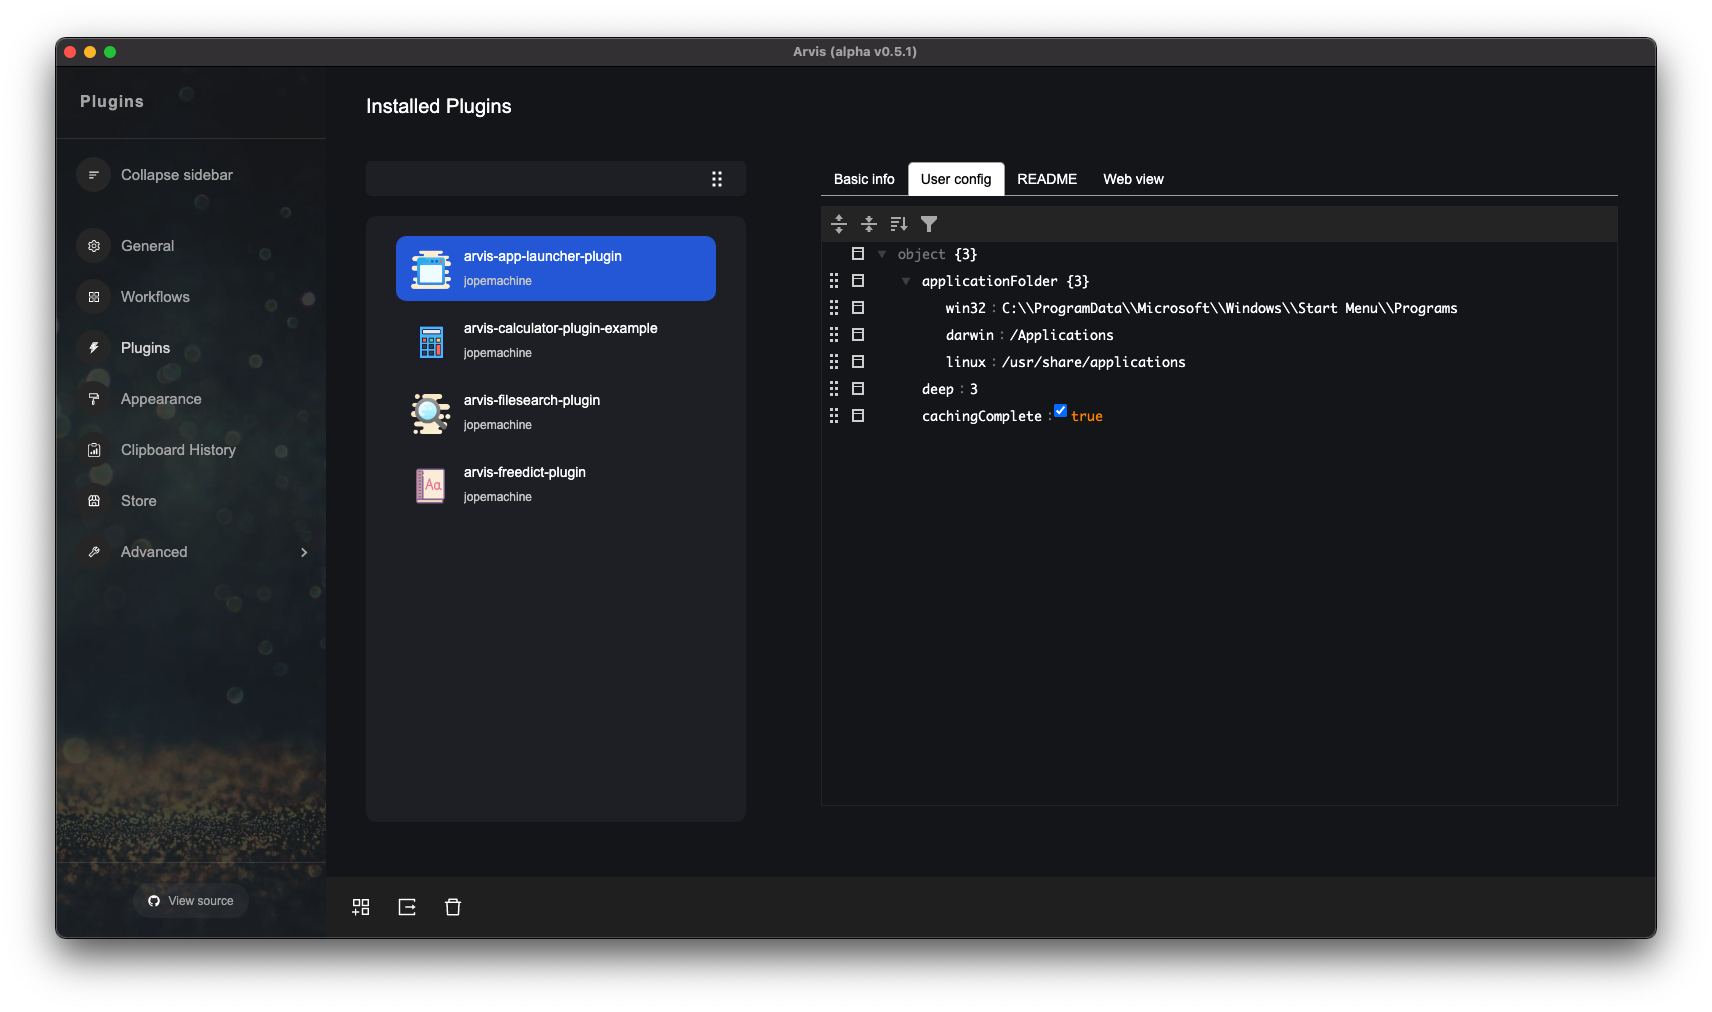 Arvis (alpha v0.5.1)
Plugins
Collapse sidebar
General
Workflows
Plugins
Appearance
Clipboard History
Store
Advanced
View source
Installed Plugins
arvis-app-launcher-plugin
jopemachine
arvis-calculator-plugin-example
jopemachine
arvis-filesearch-plugin
jopemachine
Aa
arvis-freedict-plugin
jopemachine
Basic info User config README Web view
object {3}
applicationFolder {3}
win32 : C:\\ProgramData\\Microsoft\\Windows\\Start Menu\\Programs
darwin : /Applications
linux : /usr/share/applications
deep : 3
cachingComplete : true